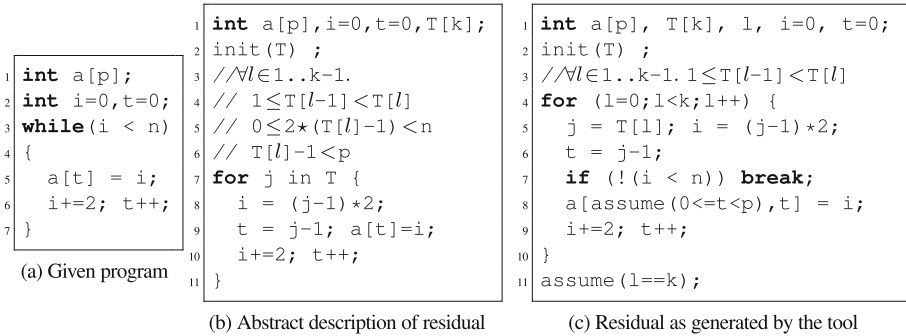 1 int a[p];
2 int i=0,t=0;
3 while(i < n)
4 {
5 a[t] = i;
6 i+=2; t++;
7 }
(a) Given program
1 int a[p],i=0,t=0,T[k];
2 init(T) ;
3 //∀l∈1..k-1.
4 // 1≤T[l-1]<T[l]
5 // 0≤2*(T[l]-1)<n
6 // T[l]-1<p
7 for j in T {
8 i = (j-1)*2;
9 t = j-1; a[t]=i;
10 i+=2; t++;
11 }
(b) Abstract description of residual
1 int a[p], T[k], l, i=0, t=0;
2 init(T) ;
3 //∀l∈1..k-1. 1≤T[l-1]<T[l]
4 for (l=0;l<k;l++) {
5 j = T[l]; i = (j-1)*2;
6 t = j-1;
7 if (!(i < n)) break;
8 a[assume(0<=t<p),t] = i;
9 i+=2; t++;
10 }
11 assume(l==k);
(c) Residual as generated by the tool